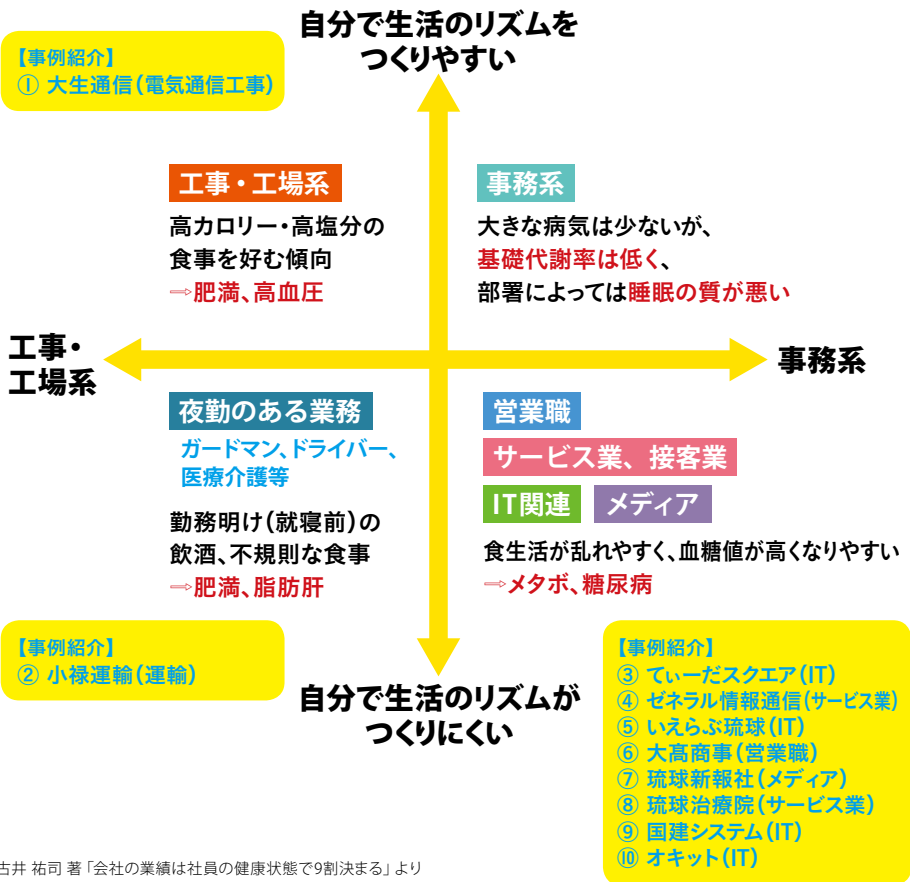 自分で生活のリズムを
つくりやすい
【事例紹介】
① 大生通信(電気通信工事)
工事・工場系
高カロリー・高塩分の
食事を好む傾向
⇨肥満、高血圧
事務系
大きな病気は少ないが、
基礎代謝率は低く、
部署によっては睡眠の質が悪い
工事・
工場系
事務系
夜勤のある業務
ガードマン、ドライバー、
医療介護等
勤務明け(就寝前)の
飲酒、不規則な食事
⇨肥満、脂肪肝
営業職
サービス業、接客業
IT関連 メディア
食生活が乱れやすく、血糖値が高くなりやすい
⇨メタボ、糖尿病
【事例紹介】
② 小禄運輸(運輸)
自分で生活のリズムが
つくりにくい
【事例紹介】
③ てぃーだスクエア(IT)
④ ゼネラル情報通信(サービス業)
⑤ いえらぶ琉球(IT)
⑥ 大髙商事(営業職)
⑦ 琉球新報社(メディア)
⑧ 琉球治療院(サービス業)
⑨ 国建システム(IT)
⑩ オキット(IT)
古井 祐司 著「会社の業績は社員の健康状態で9割決まる」より